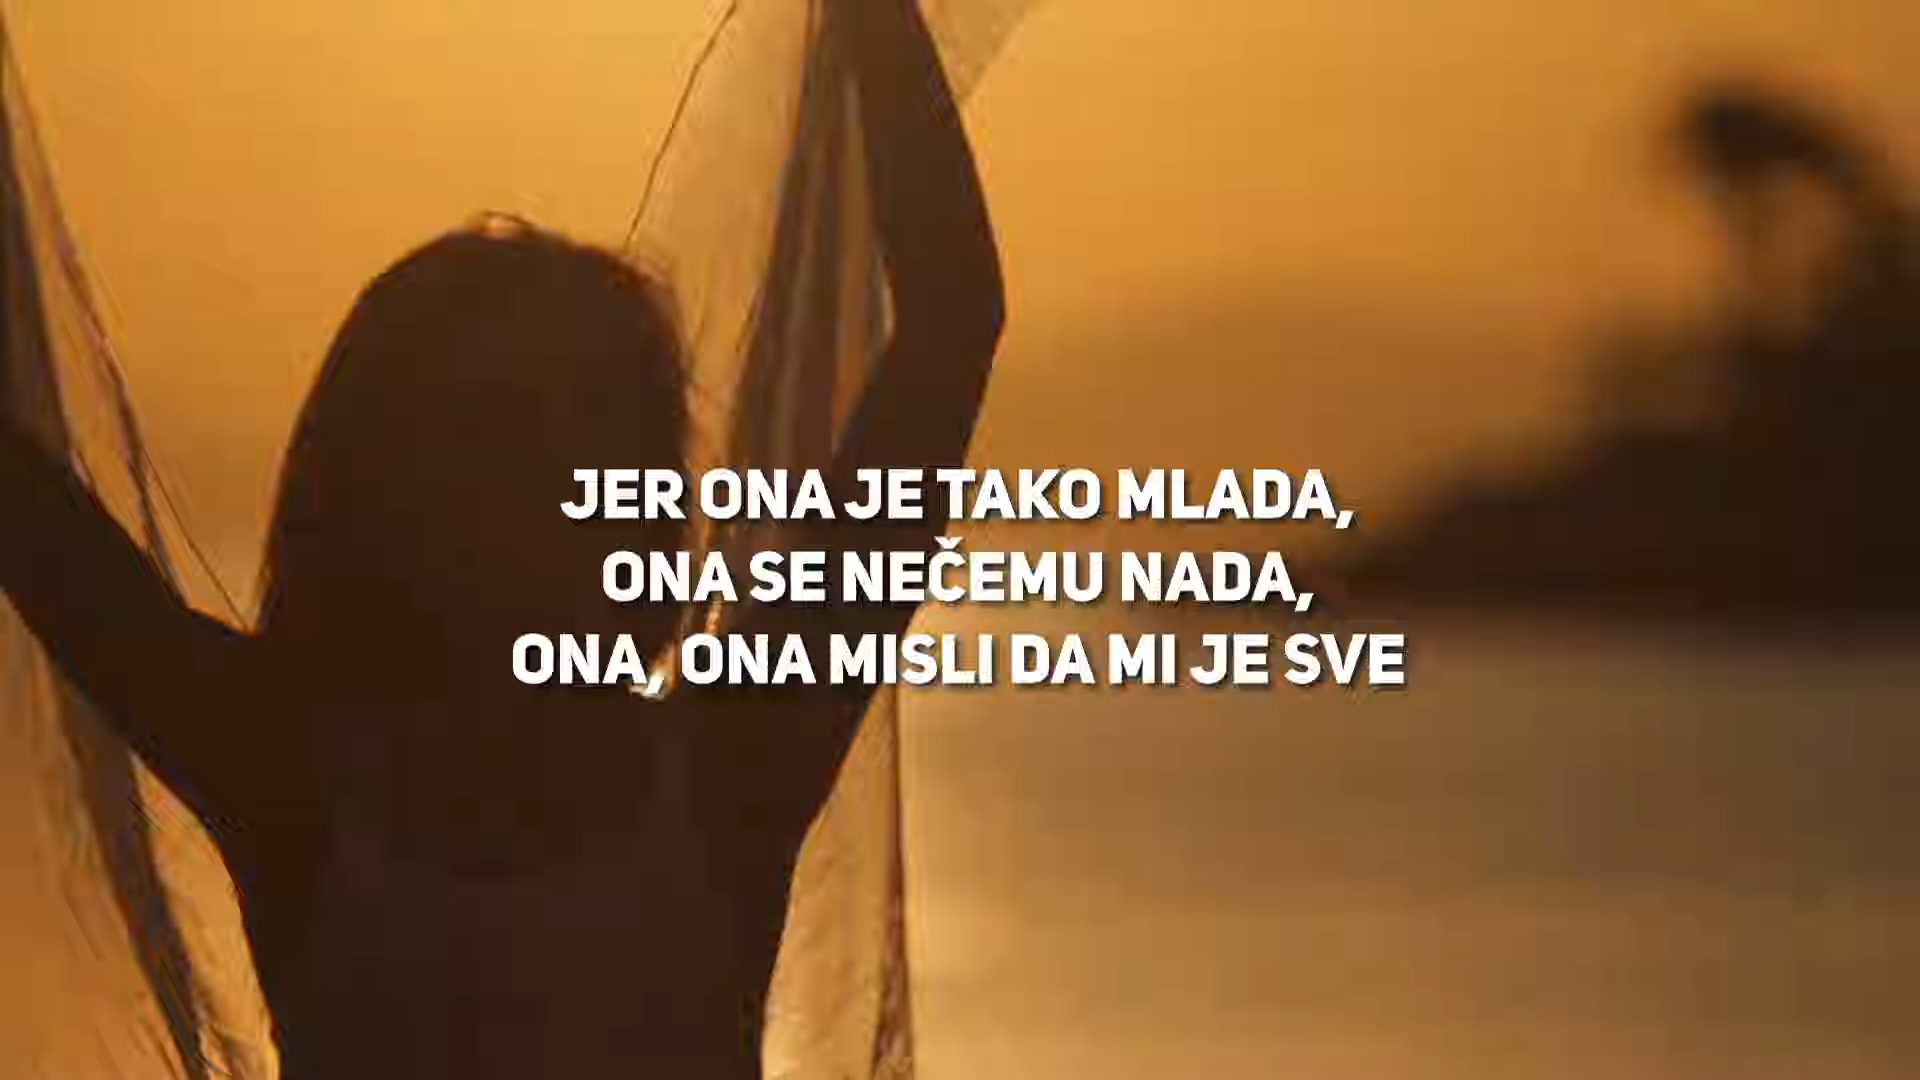 JER ONA JE TAKO MLADA,
ONA SE NEČEMU NADA,
ONA, ONA MISLI DA MI JE SVE